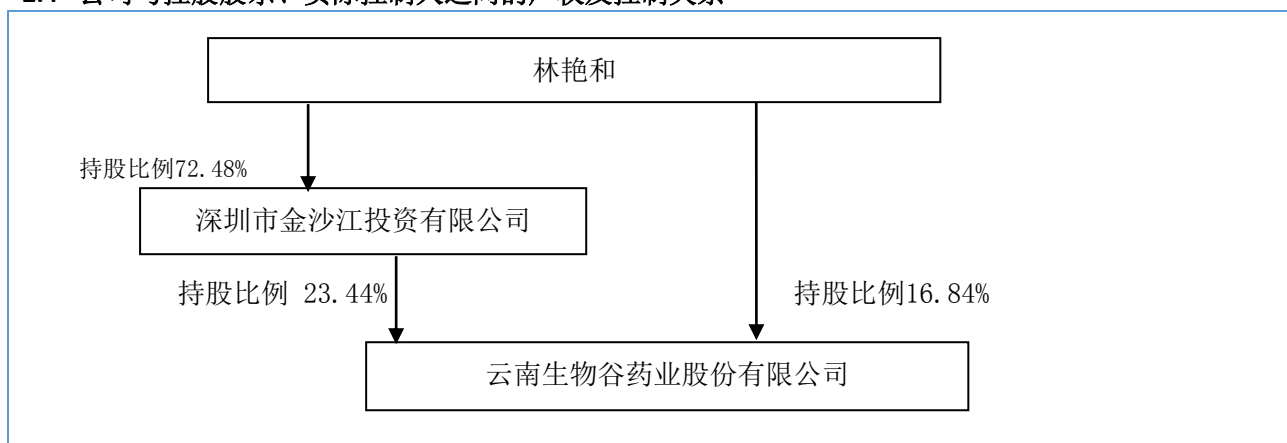 林艳和
持股比例72.48%
深圳市金沙江投资有限公司
持股比例 23.44%
持股比例16.84%
云南生物谷药业股份有限公司